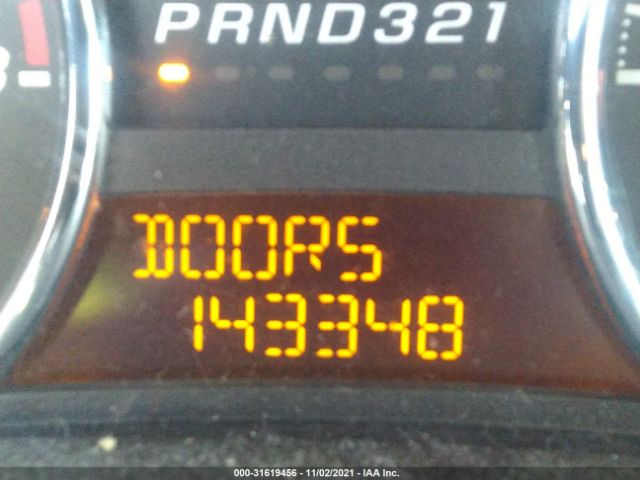 PRND321
DOORS
143348
000-31619456 - 11/02/2021 - IAA Inc.